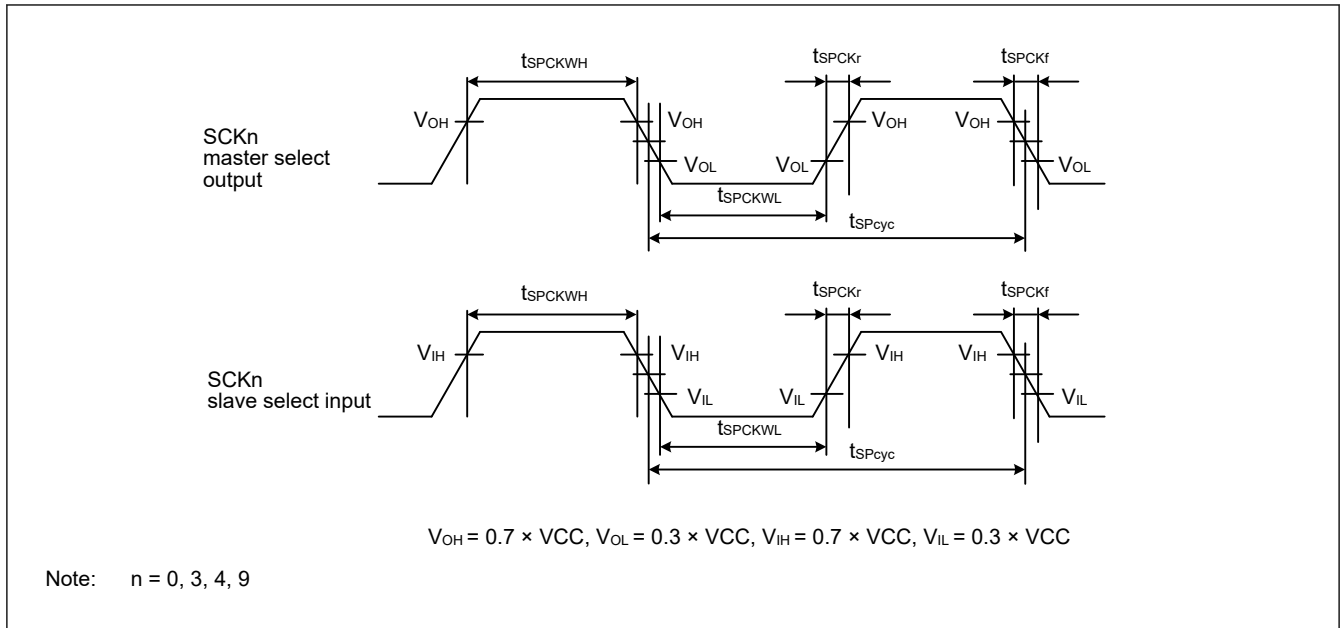 tSPCKWH
tSPCKr
tSPCKf
SCKn
master select
output
VOH
VOH
VOL
VOL
VOH
VOH
VOL
tSPCKWL
tSPcyc
tSPCKWH
tSPCKr
tSPCKf
SCKn
slave select input
VIH
VIH
VIL
VIL
VIH
VIH
VIL
tSPCKWL
tSPcyc
VOH = 0.7 × VCC, VOL = 0.3 × VCC, VIH = 0.7 × VCC, VIL = 0.3 × VCC
Note: n = 0, 3, 4, 9